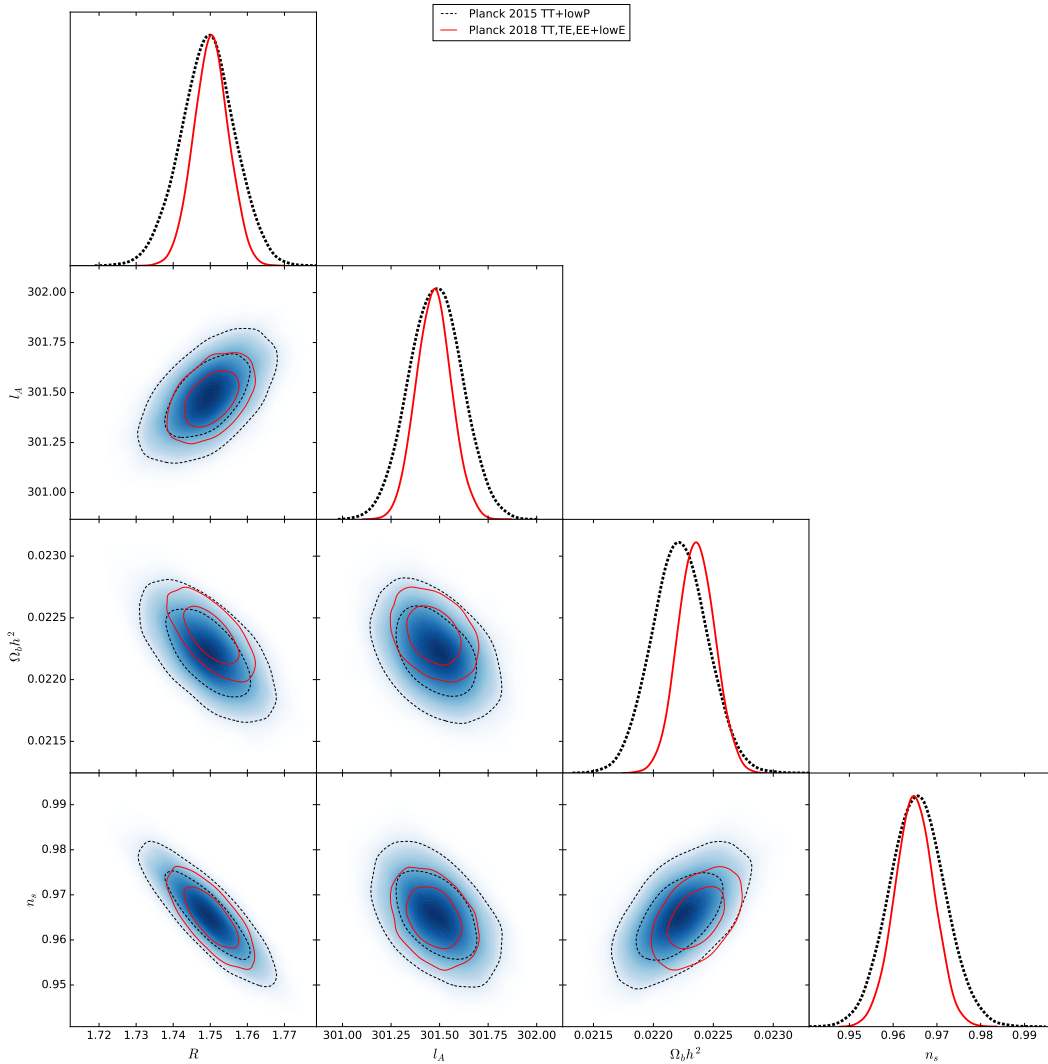 Planck 2015 TT+lowP
Planck 2018 TT,TE,EE+lowE
302.00
301.75
301.50
301.25
301.00
l_A
0.0230
0.0225
0.0220
0.0215
Ω_b h²
0.99
0.98
0.97
0.96
0.95
n_s
1.72 1.73 1.74 1.75 1.76 1.77
301.00 301.25 301.50 301.75 302.00
0.0215 0.0220 0.0225 0.0230
0.95 0.96 0.97 0.98 0.99
R
l_A
Ω_b h²
n_s